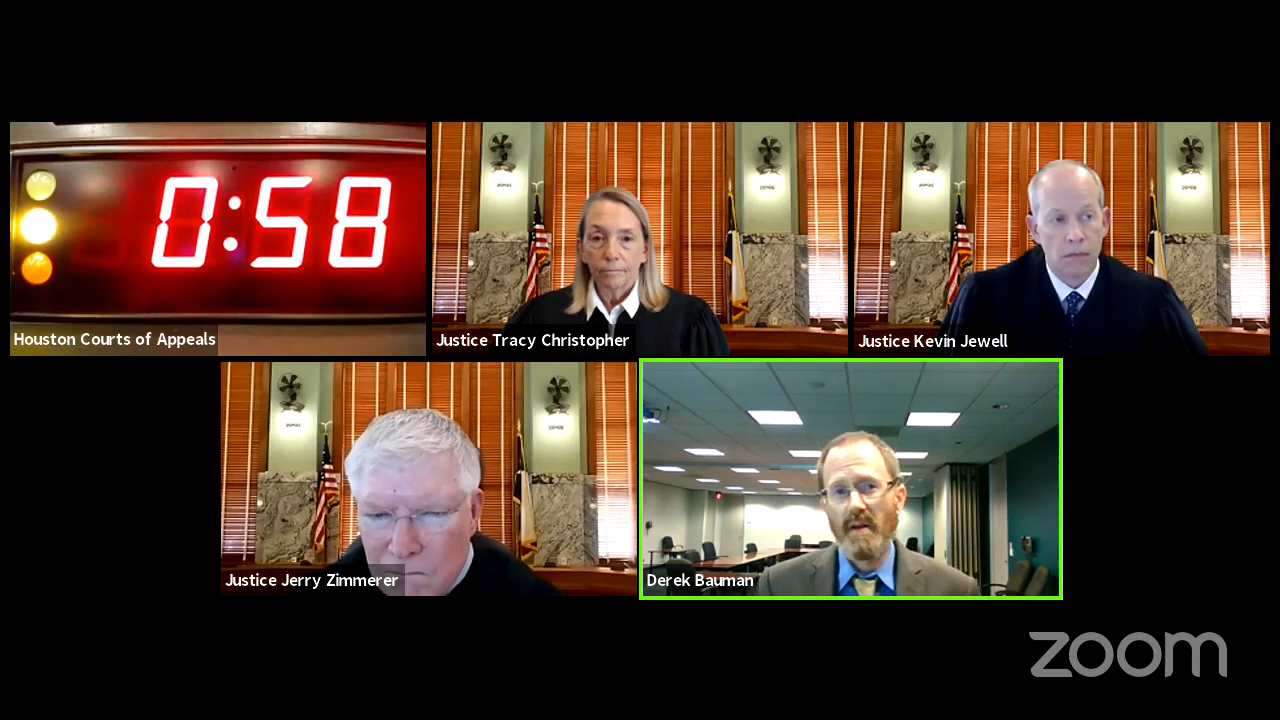 0:58
Houston Courts of Appeals
Justice Tracy Christopher
Justice Kevin Jewell
Justice Jerry Zimmerer
Derek Bauman
zoom